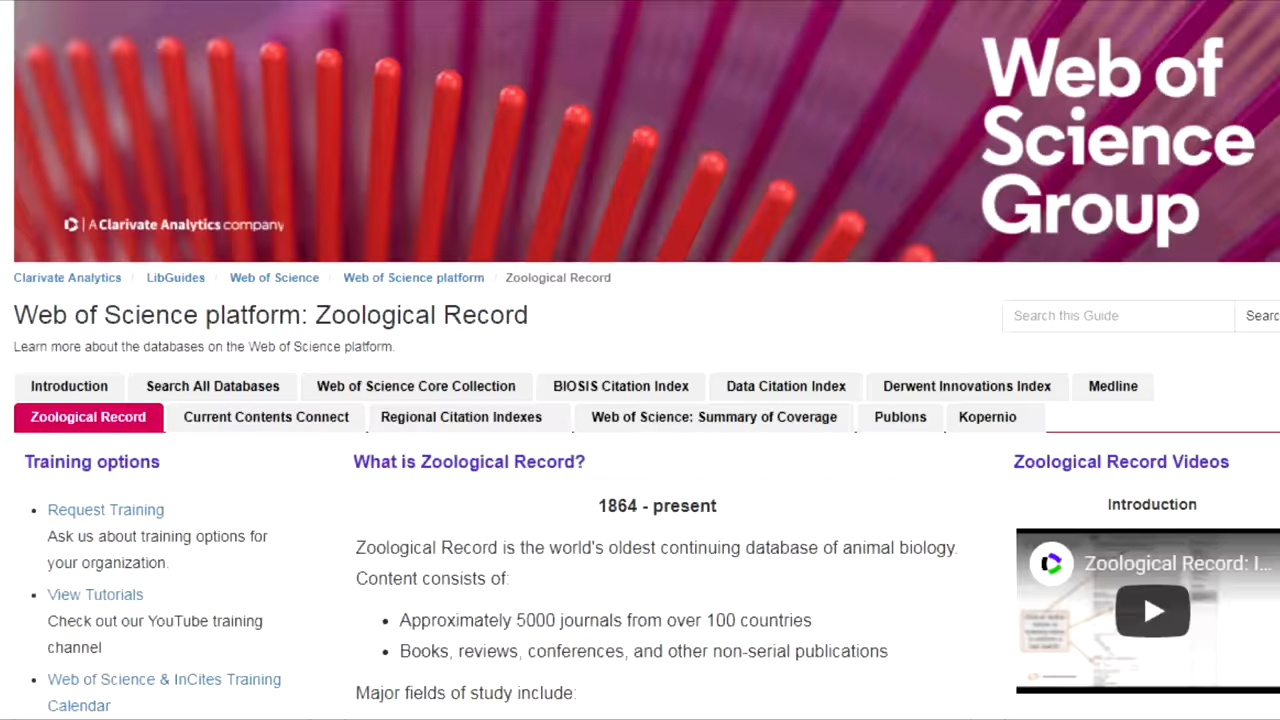 Web of
Science
Group
A Clarivate Analytics company
Clarivate Analytics / LibGuides / Web of Science / Web of Science platform / Zoological Record
Web of Science platform: Zoological Record
Search this Guide
Searc
Learn more about the databases on the Web of Science platform.
Introduction Search All Databases Web of Science Core Collection BIOSIS Citation Index Data Citation Index Derwent Innovations Index Medline
Zoological Record Current Contents Connect Regional Citation Indexes Web of Science: Summary of Coverage Publons Kopernio
Training options
• Request Training
Ask us about training options for
your organization.
• View Tutorials
Check out our YouTube training
channel
• Web of Science & InCites Training
Calendar
What is Zoological Record?
1864 - present
Zoological Record is the world's oldest continuing database of animal biology.
Content consists of:
• Approximately 5000 journals from over 100 countries
• Books, reviews, conferences, and other non-serial publications
Major fields of study include:
Zoological Record Videos
Introduction
Zoological Record: I...